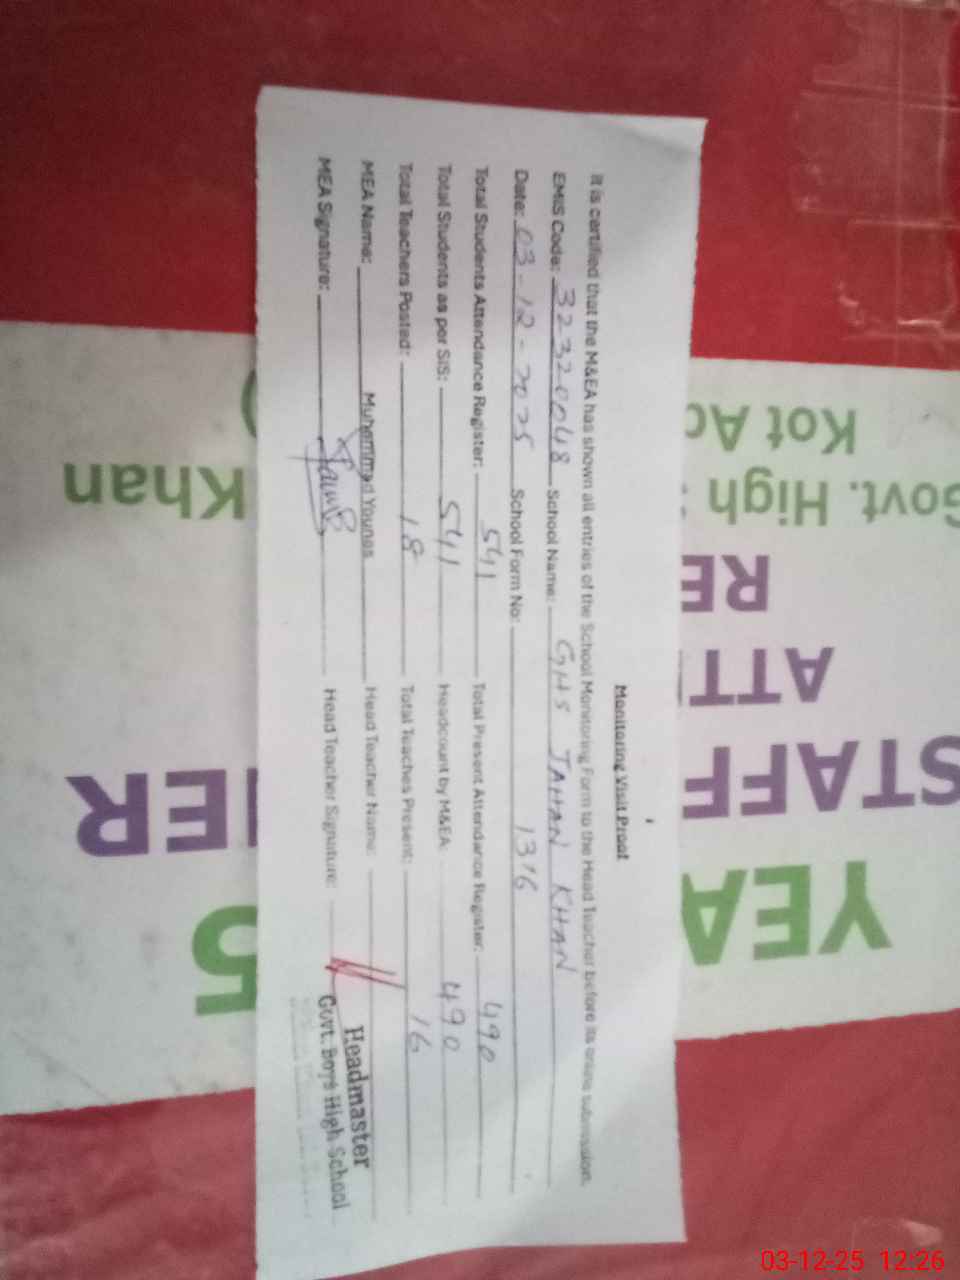 Monitoring Visit Proof
It is certified that the M&EA has shown all entries of the School Monitoring Form to the Head Teacher before its online submission.
EMIS Code: 32320048 School Name: GHS JAHAN KHAN
Date: 03-12-2025 School Form No: 1316
Total Students Attendance Register: 541 Total Present Attendance Register: 490
Total Students as per SIS: 541 Headcount by M&EA: 490
Total Teachers Posted: 18 Total Teaches Present: 16
MEA Name: Muhammad Younas Head Teacher Name:
MEA Signature: Head Teacher Signature:
Headmaster
Govt. Boys High School
YEA
5
STAFF
ATT
RE
Govt. High
Khan
Kot Ad
03-12-25 12:26